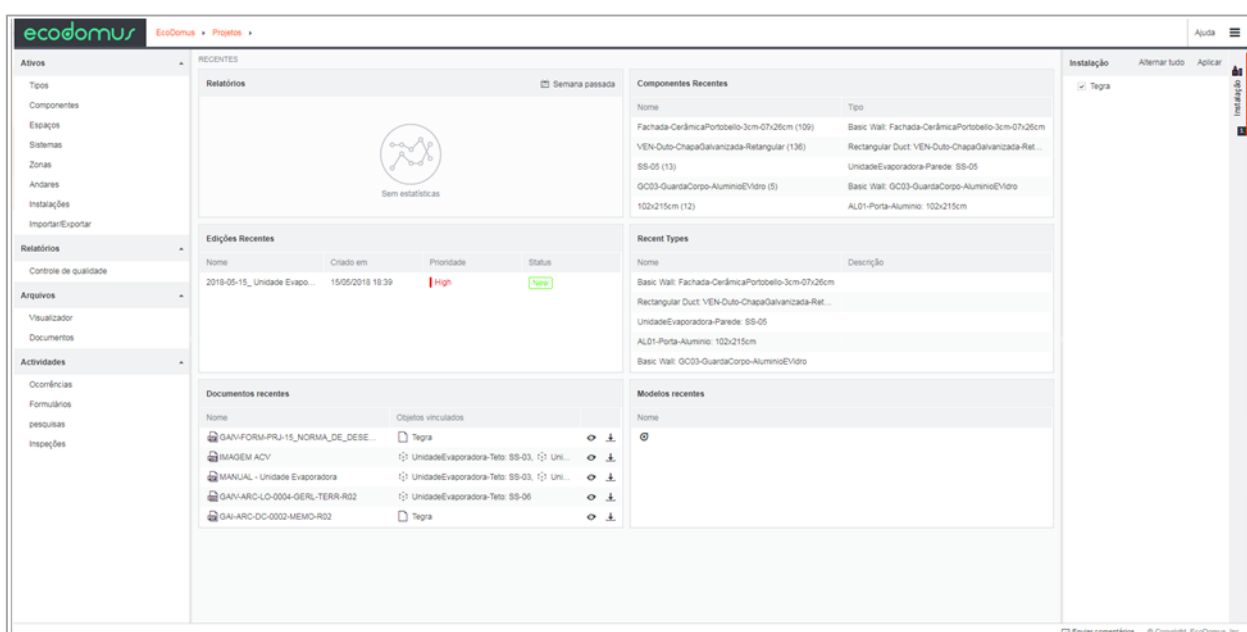 ecodomus
EcoDomus ▸ Projetos ▸
Ajuda
Ativos
Tipos
Componentes
Espaços
Sistemas
Zonas
Andares
Instalações
Importar/Exportar
Relatórios
Controle de qualidade
Arquivos
Visualizador
Documentos
Actividades
Ocorrências
Formulários
pesquisas
Inspeções
RECENTES
Relatórios Semana passada
Sem estatísticas
Componentes Recentes
Nome Tipo
Fachada-CerâmicaPortobello-3cm-07x26cm (109) Basic Wall: Fachada-CerâmicaPortobello-3cm-07x26cm
VEN-Duto-ChapaGalvanizada-Retangular (136) Rectangular Duct: VEN-Duto-ChapaGalvanizada-Ret...
SS-05 (13) UnidadeEvaporadora-Parede: SS-05
GC03-GuardaCorpo-AluminioEVidro (5) Basic Wall: GC03-GuardaCorpo-AluminioEVidro
102x215cm (12) AL01-Porta-Aluminio: 102x215cm
Edições Recentes
Nome Criado em Prioridade Status
2018-05-15_ Unidade Evapo... 15/05/2018 18:39 High New
Recent Types
Nome Descrição
Basic Wall: Fachada-CerâmicaPortobello-3cm-07x26cm
Rectangular Duct: VEN-Duto-ChapaGalvanizada-Ret...
UnidadeEvaporadora-Parede: SS-05
AL01-Porta-Aluminio: 102x215cm
Basic Wall: GC03-GuardaCorpo-AluminioEVidro
Documentos recentes
Nome Objetos vinculados
GAIV-FORM-PRJ-15_NORMA_DE_DESE... Tegra
IMAGEM ACV UnidadeEvaporadora-Teto: SS-03, Uni...
MANUAL - Unidade Evaporadora UnidadeEvaporadora-Teto: SS-03, Uni...
GAIV-ARC-LO-0004-GERL-TERR-R02 UnidadeEvaporadora-Teto: SS-06
GAI-ARC-DC-0002-MEMO-R02 Tegra
Modelos recentes
Nome
Instalação Alternar tudo Aplicar
Tegra
Instalação
1
Enviar comentários © Copyright, EcoDomus, Inc.